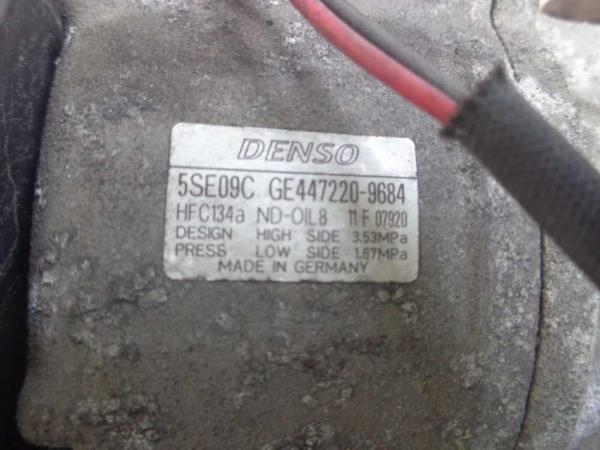 DENSO
5SE09C GE447220-9684
HFC134a ND-OIL8 11 F 07920
DESIGN HIGH SIDE 3.53MPa
PRESS LOW SIDE 1.67MPa
MADE IN GERMANY